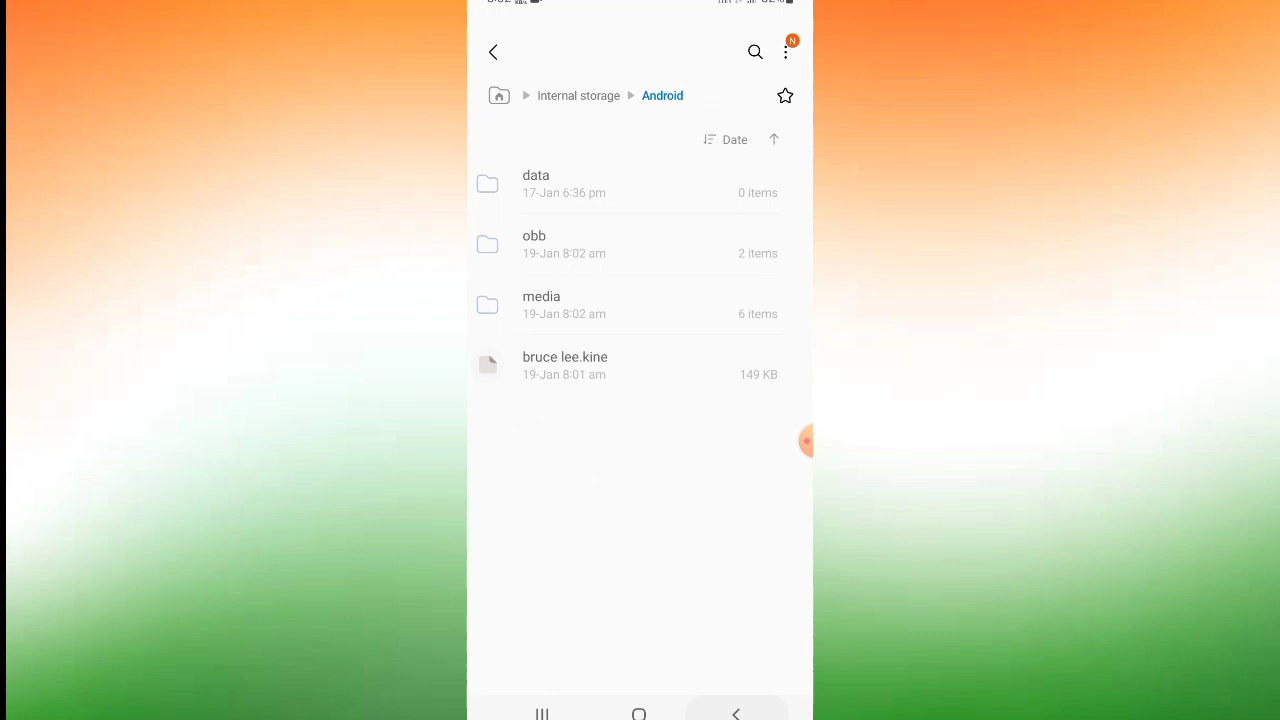 N
Internal storage Android
Date
data
17-Jan 6:36 pm 0 items
obb
19-Jan 8:02 am 2 items
media
19-Jan 8:02 am 6 items
bruce lee.kine
19-Jan 8:01 am 149 KB